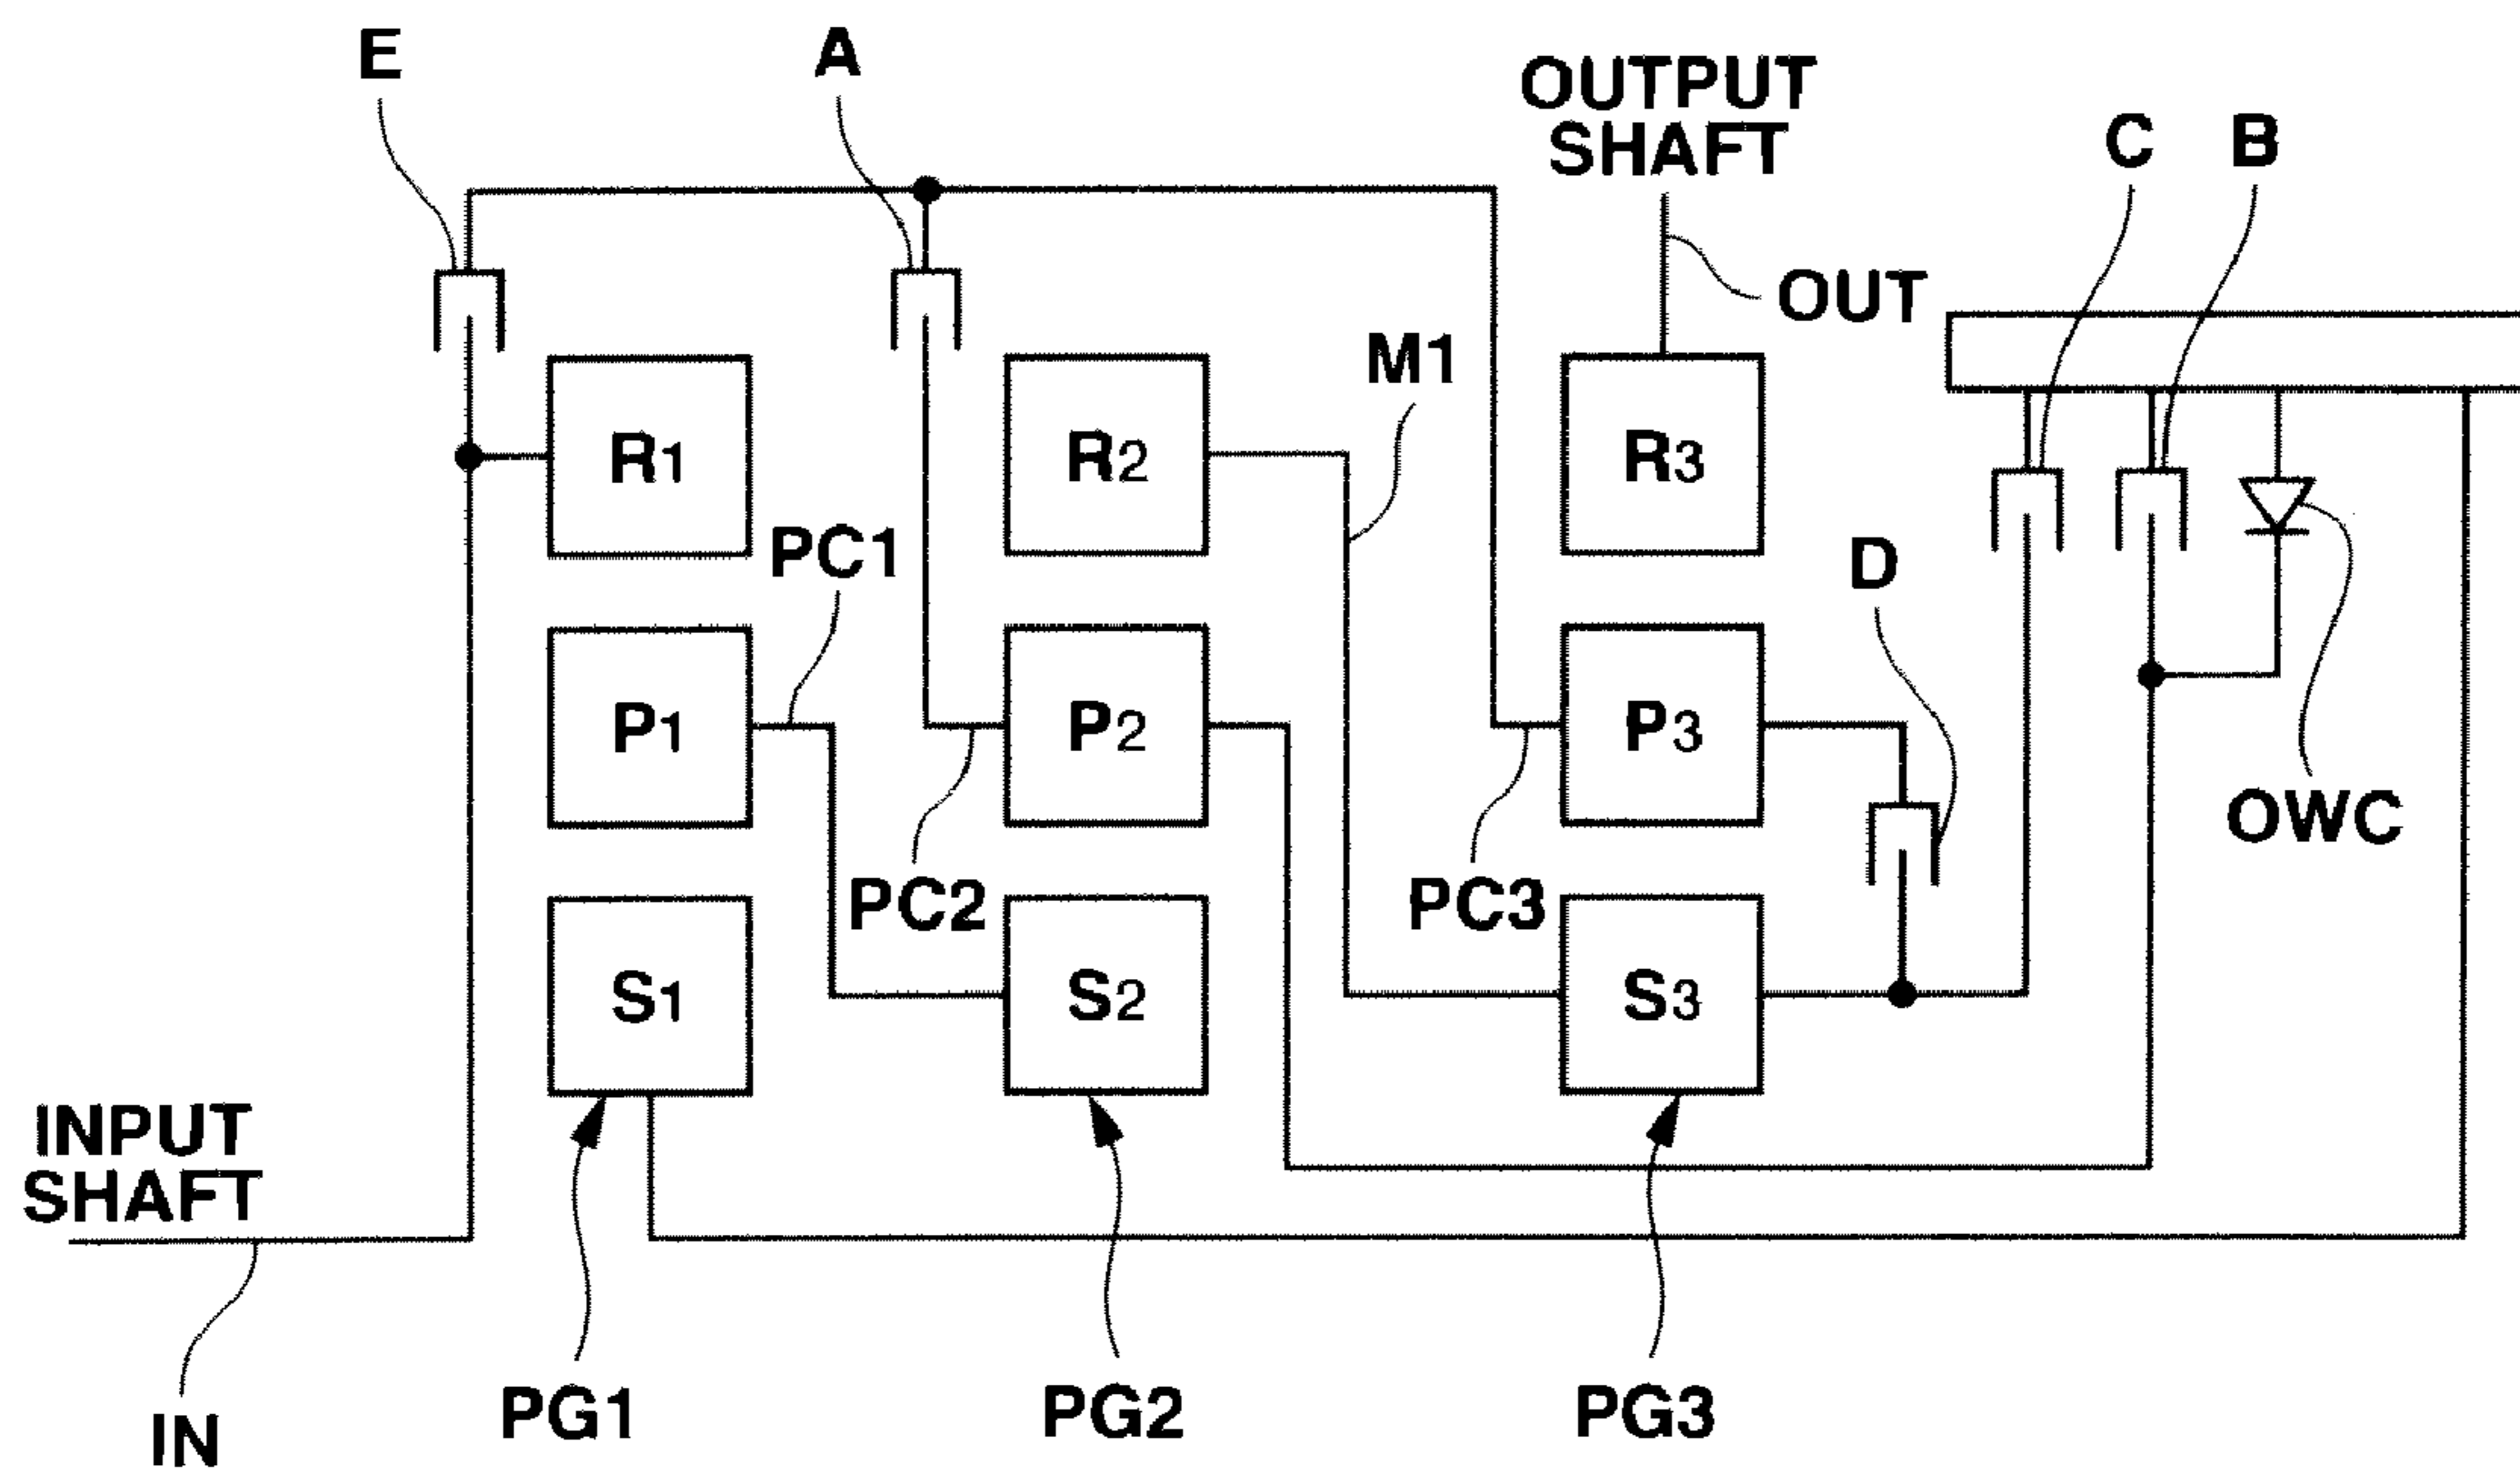 E
A
OUTPUT
SHAFT
C
B
OUT
M1
R1
R2
R3
PC1
D
P1
P2
P3
OWC
PC2
PC3
S1
S2
S3
INPUT
SHAFT
PG1
PG2
PG3
IN